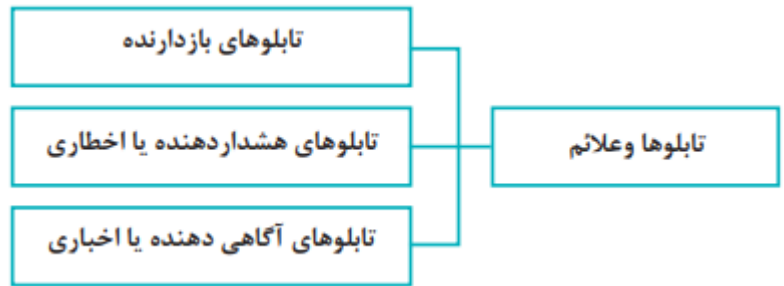 تابلوها وعلائم
تابلوهای بازدارنده
تابلوهای هشداردهنده یا اخطاری
تابلوهای آگاهی دهنده یا اخباری